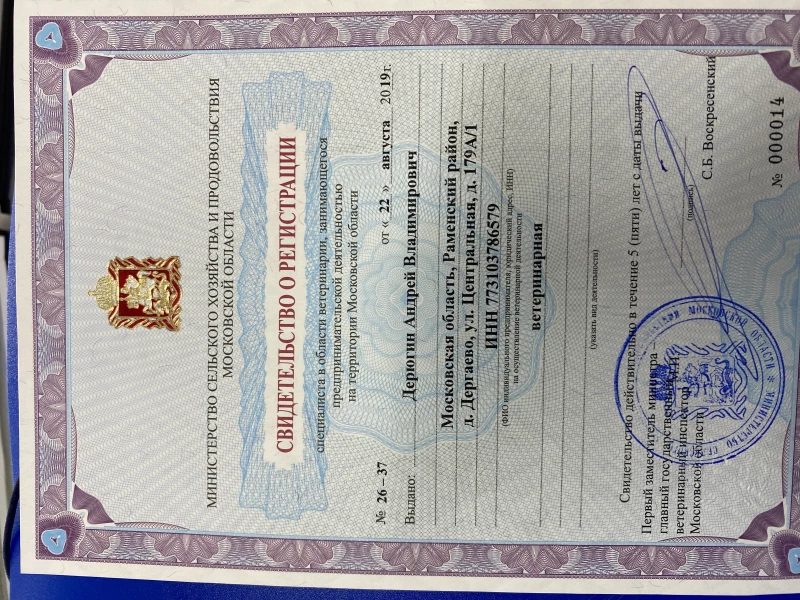 МИНИСТЕРСТВО СЕЛЬСКОГО ХОЗЯЙСТВА И ПРОДОВОЛЬСТВИЯ
МОСКОВСКОЙ ОБЛАСТИ
СВИДЕТЕЛЬСТВО О РЕГИСТРАЦИИ
специалиста в области ветеринарии, занимающегося
предпринимательской деятельностью
на территории Московской области
№ 26 – 37 от « 22 » августа 2019г.
Выдано: Дерюгин Андрей Владимирович
Московская область, Раменский район,
д. Дергаево, ул. Центральная, д. 179А/1
ИНН 773103786579
(ФИО индивидуального предпринимателя, юридический адрес, ИНН)
на осуществление ветеринарной деятельности
ветеринарная
(указать вид деятельности)
Свидетельство действительно в течение 5 (пяти) лет с даты выдачи
Первый заместитель министра –
главный государственный
ветеринарный инспектор
Московской области
(подпись)
С.Б. Воскресенский
№ 000014